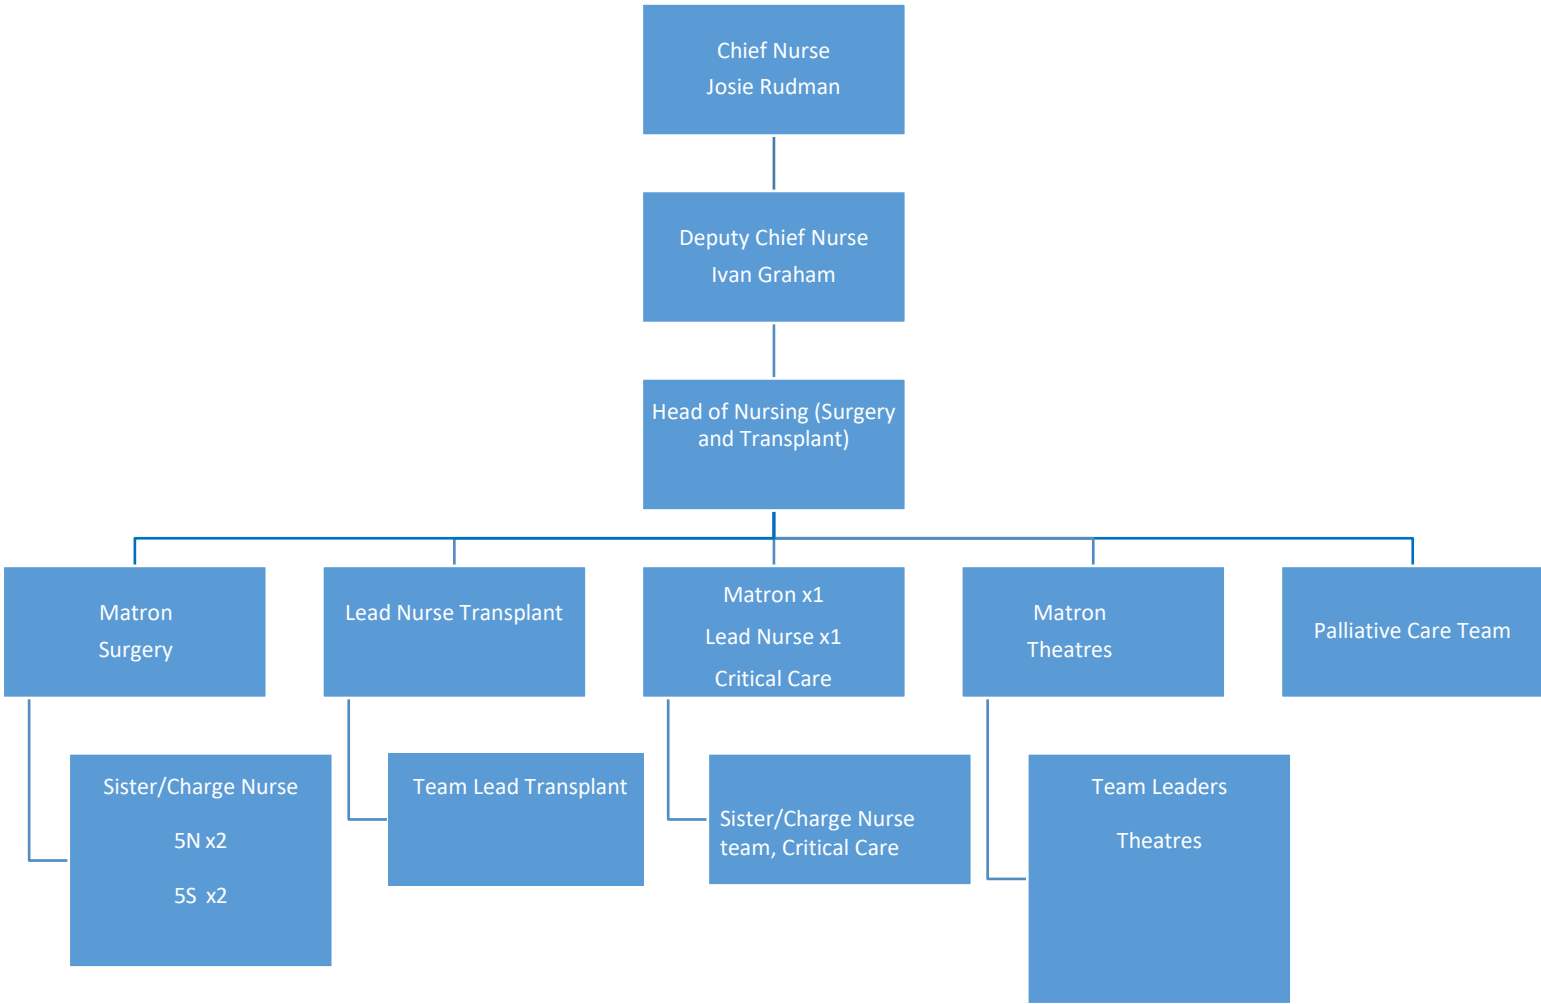 Chief Nurse
Josie Rudman
Deputy Chief Nurse
Ivan Graham
Head of Nursing (Surgery
and Transplant)
Matron
Surgery
Lead Nurse Transplant
Matron x1
Lead Nurse x1
Critical Care
Matron
Theatres
Palliative Care Team
Sister/Charge Nurse
5N x2
5S x2
Team Lead Transplant
Sister/Charge Nurse
team, Critical Care
Team Leaders
Theatres